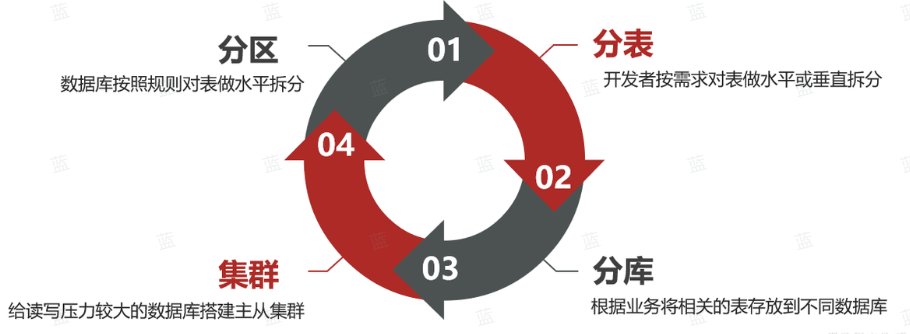 分区
数据库按照规则对表做水平拆分
01
分表
开发者按需求对表做水平或垂直拆分
02
分库
根据业务将相关的表存放到不同数据库
03
集群
给读写压力较大的数据库搭建主从集群
04
蓝